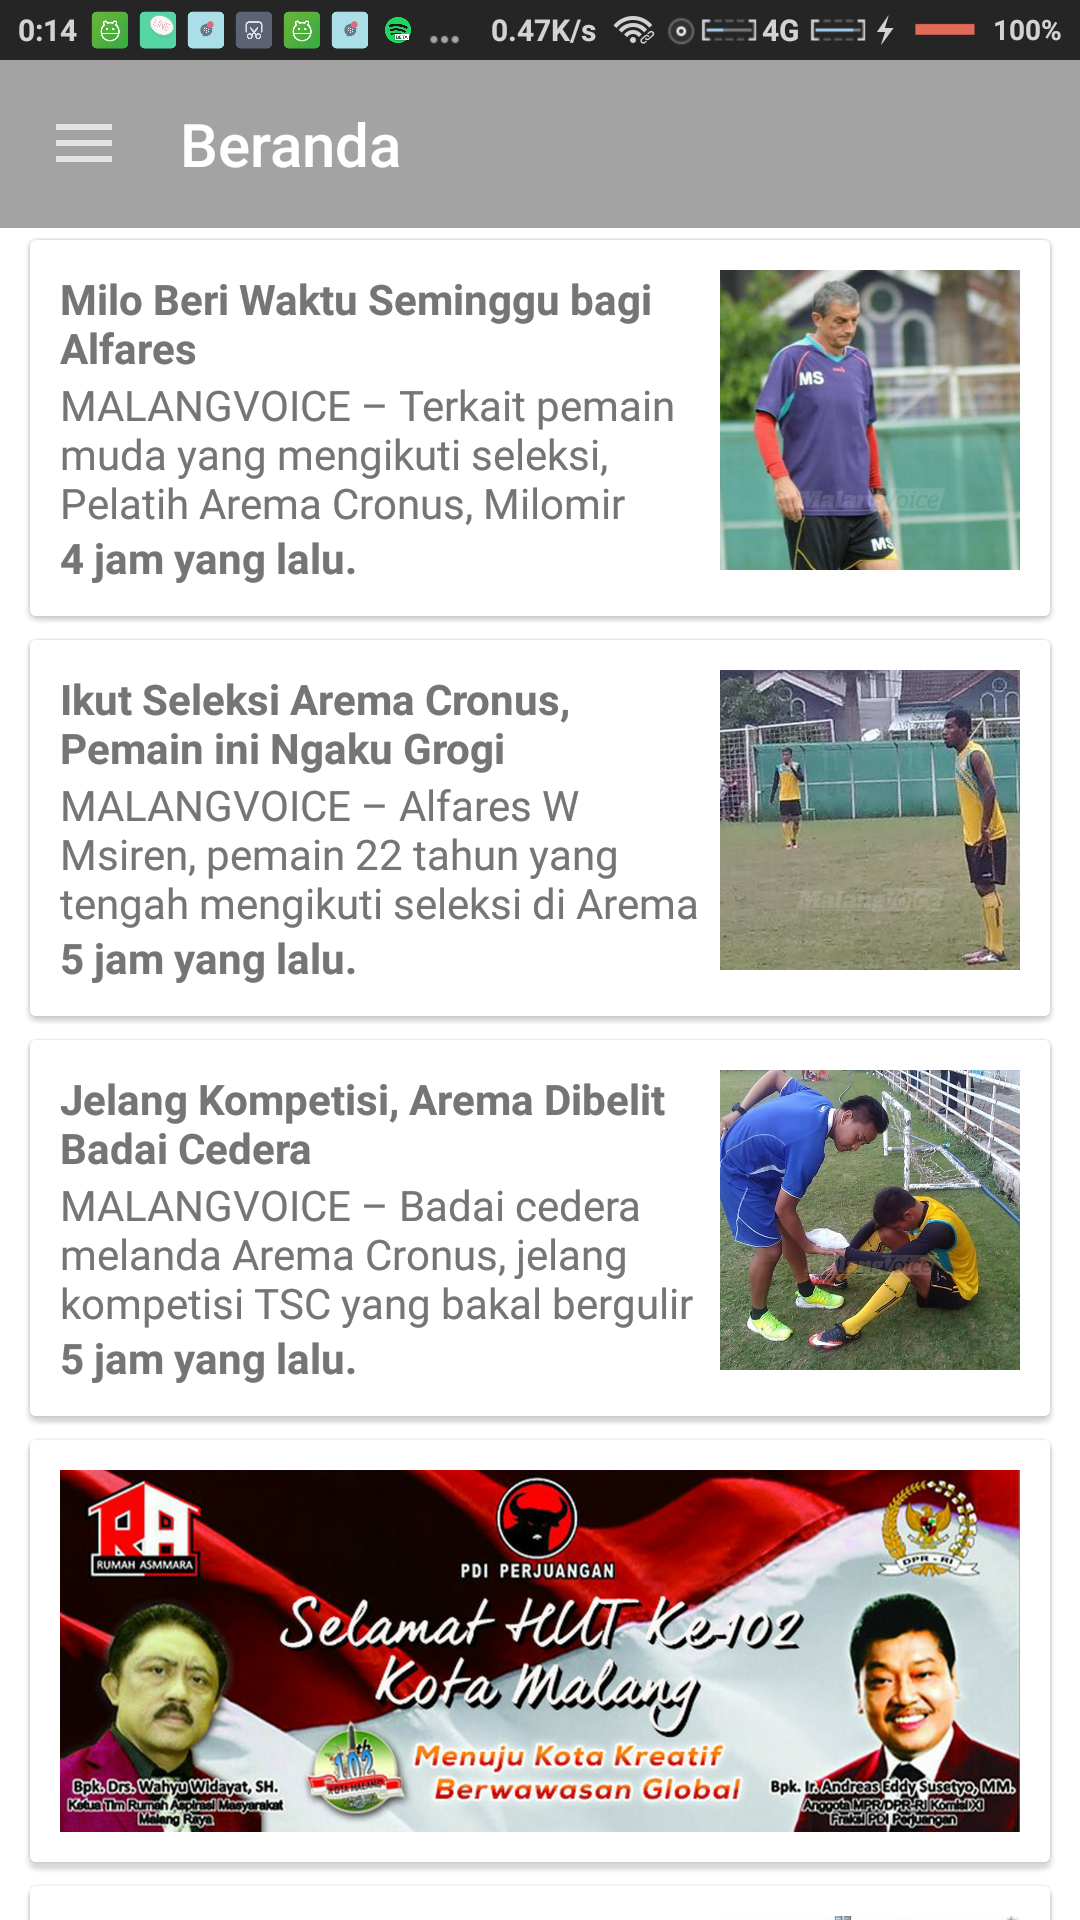 0:14 ... 0.47K/s 4G 100%
Beranda
Milo Beri Waktu Seminggu bagi
Alfares
MALANGVOICE – Terkait pemain
muda yang mengikuti seleksi,
Pelatih Arema Cronus, Milomir
4 jam yang lalu.
MS
MalangVoice
MS
Ikut Seleksi Arema Cronus,
Pemain ini Ngaku Grogi
MALANGVOICE – Alfares W
Msiren, pemain 22 tahun yang
tengah mengikuti seleksi di Arema
5 jam yang lalu.
MalangVoice
Jelang Kompetisi, Arema Dibelit
Badai Cedera
MALANGVOICE – Badai cedera
melanda Arema Cronus, jelang
kompetisi TSC yang bakal bergulir
5 jam yang lalu.
RA
RUMAH ASMMARA
PDI PERJUANGAN
DPR - RI
Selamat HUT Ke-102
Kota Malang
102th
KOTA MALANG
Menuju Kota Kreatif
Berwawasan Global
Bpk. Drs. Wahyu Widayat, SH.
Ketua Tim Rumah Aspirasi Masyarakat
Malang Raya
Bpk. Ir. Andreas Eddy Susetyo, MM.
Anggota MPR/DPR-RI Komisi XI
Fraksi PDI Perjuangan